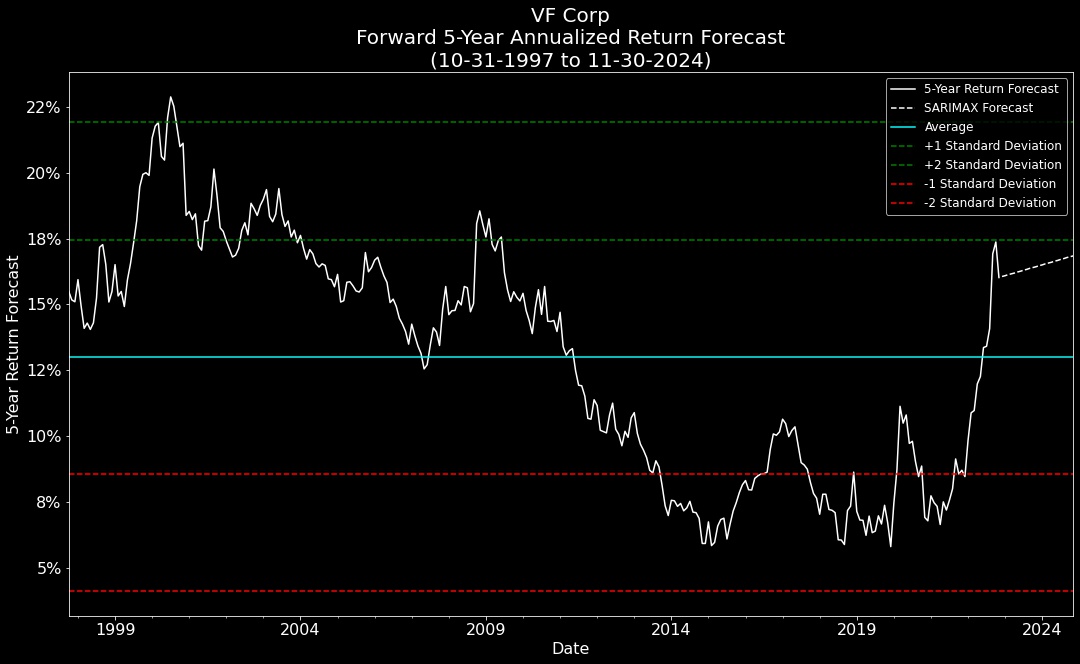 VF Corp
Forward 5-Year Annualized Return Forecast
(10-31-1997 to 11-30-2024)
5-Year Return Forecast
SARIMAX Forecast
Average
+1 Standard Deviation
+2 Standard Deviation
-1 Standard Deviation
-2 Standard Deviation
5-Year Return Forecast
22%
20%
18%
15%
12%
10%
8%
5%
1999
2004
2009
2014
2019
2024
Date